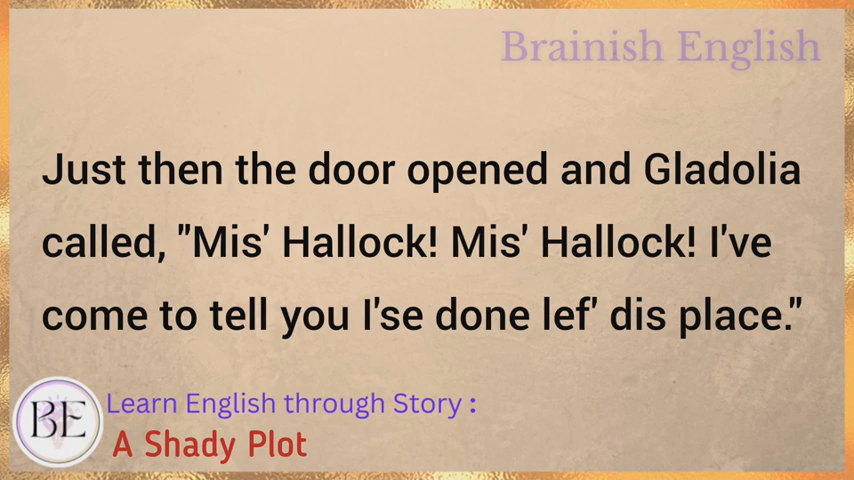 Brainish English
Just then the door opened and Gladolia
called, "Mis' Hallock! Mis' Hallock! I've
come to tell you I'se done lef' dis place."
BE
Learn English through Story :
A Shady Plot